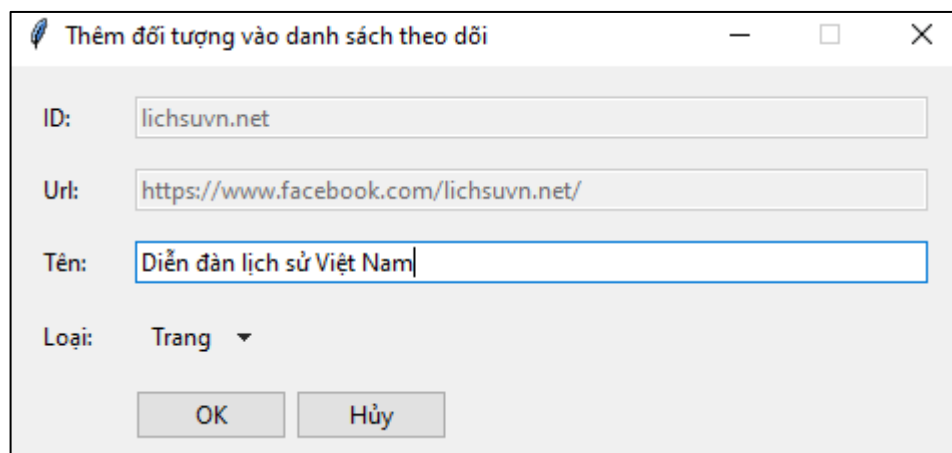 Thêm đối tượng vào danh sách theo dõi
ID: lichsuvn.net
Url: https://www.facebook.com/lichsuvn.net/
Tên: Diễn đàn lịch sử Việt Nam
Loại: Trang
OK Hủy